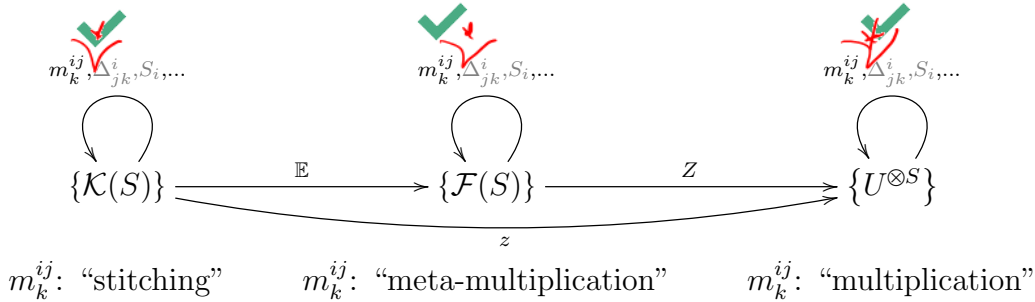 m_k^{ij}, Δ^i_{jk}, S_i,... m_k^{ij}, Δ^i_{jk}, S_i,... m_k^{ij}, Δ^i_{jk}, S_i,...
{𝒦(S)} 𝔼 {ℱ(S)} Z {U^{⊗S}}
z
m_k^{ij}: “stitching” m_k^{ij}: “meta-multiplication” m_k^{ij}: “multiplication”